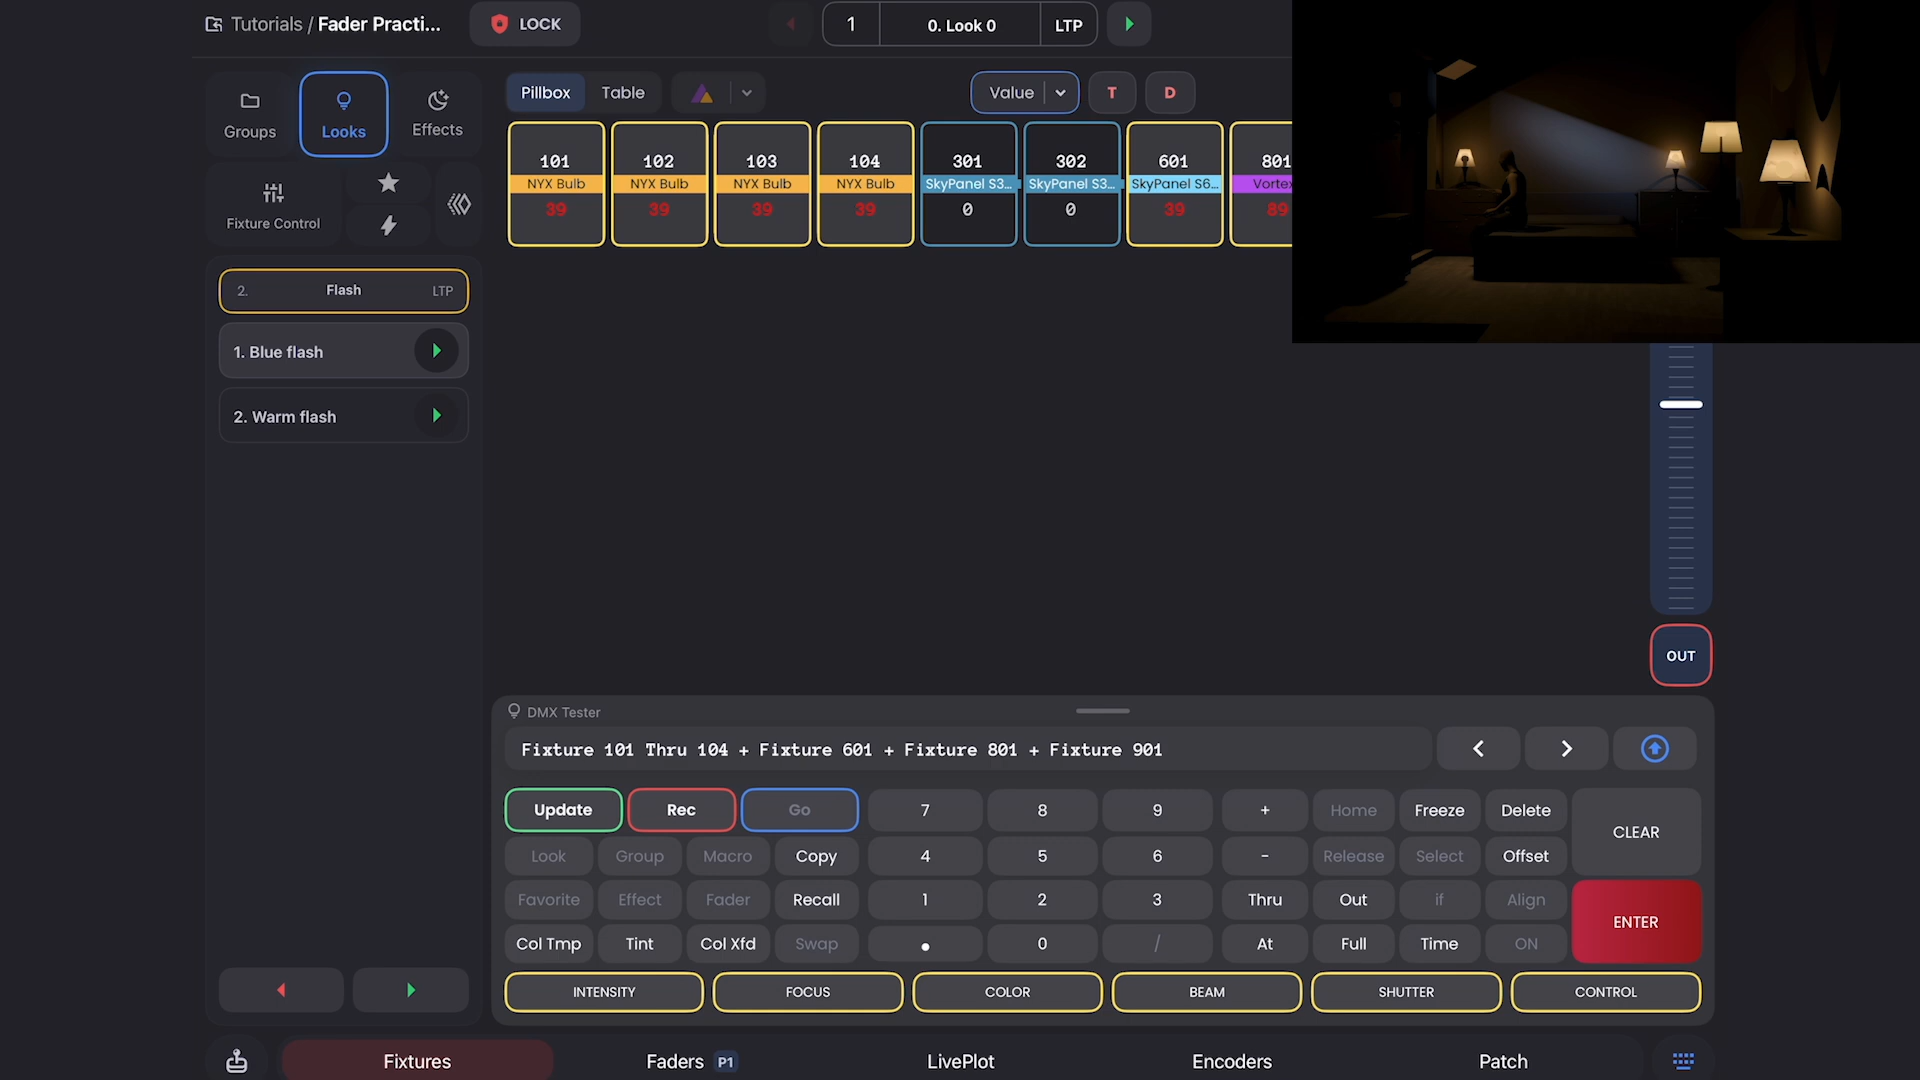 Tutorials / Fader Practi...
LOCK
1
0. Look 0
LTP
Groups
Looks
Effects
Fixture Control
Pillbox
Table
Value
T
D
101
NYX Bulb
39
102
NYX Bulb
39
103
NYX Bulb
39
104
NYX Bulb
39
301
SkyPanel S3...
0
302
SkyPanel S3...
0
601
SkyPanel S6...
39
801
Vortex
89
2. Flash LTP
1. Blue flash
2. Warm flash
OUT
DMX Tester
Fixture 101 Thru 104 + Fixture 601 + Fixture 801 + Fixture 901
Update Rec Go 7 8 9 + Home Freeze Delete CLEAR
Look Group Macro Copy 4 5 6 - Release Select Offset
Favorite Effect Fader Recall 1 2 3 Thru Out if Align ENTER
Col Tmp Tint Col Xfd Swap . 0 / At Full Time ON
INTENSITY FOCUS COLOR BEAM SHUTTER CONTROL
Fixtures Faders P1 LivePlot Encoders Patch